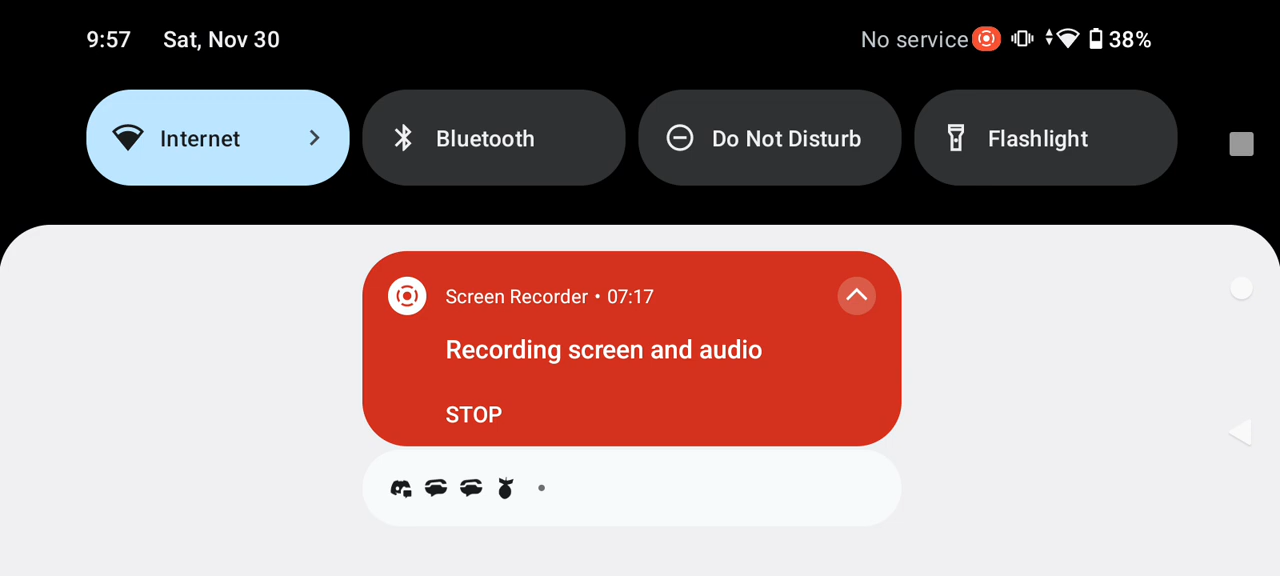 9:57 Sat, Nov 30 No service 38%
Internet Bluetooth Do Not Disturb Flashlight
Screen Recorder • 07:17
Recording screen and audio
STOP